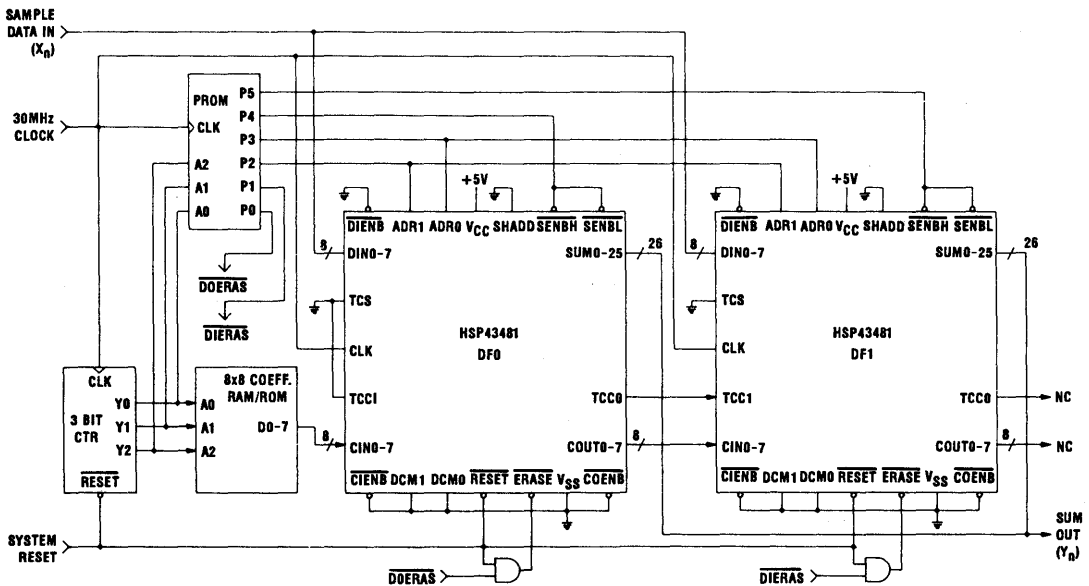 SAMPLE
DATA IN
(Xn)
30MHz
CLOCK
PROM
CLK
A2
A1
A0
P5
P4
P3
P2
P1
P0
DOERAS
DIERAS
CLK
3 BIT
CTR
Y0
Y1
Y2
RESET
8x8 COEFF.
RAM/ROM
A0
A1
A2
D0-7
+5V
DIENB ADR1 ADR0 VCC SHADD SENBH SENBL
8
DIN0-7
SUM0-25
26
TCS
HSP43481
DF0
CLK
TCCI
TCCO
8
CIN0-7
COUT0-7
8
CIENB DCM1 DCM0 RESET ERASE VSS COENB
+5V
DIENB ADR1 ADR0 VCC SHADD SENBH SENBL
8
DIN0-7
SUM0-25
26
TCS
HSP43481
DF1
CLK
TCC1
TCCO
NC
CIN0-7
COUT0-7
8
NC
CIENB DCM1 DCM0 RESET ERASE VSS COENB
SYSTEM
RESET
DOERAS
DIERAS
SUM
OUT
(Yn)